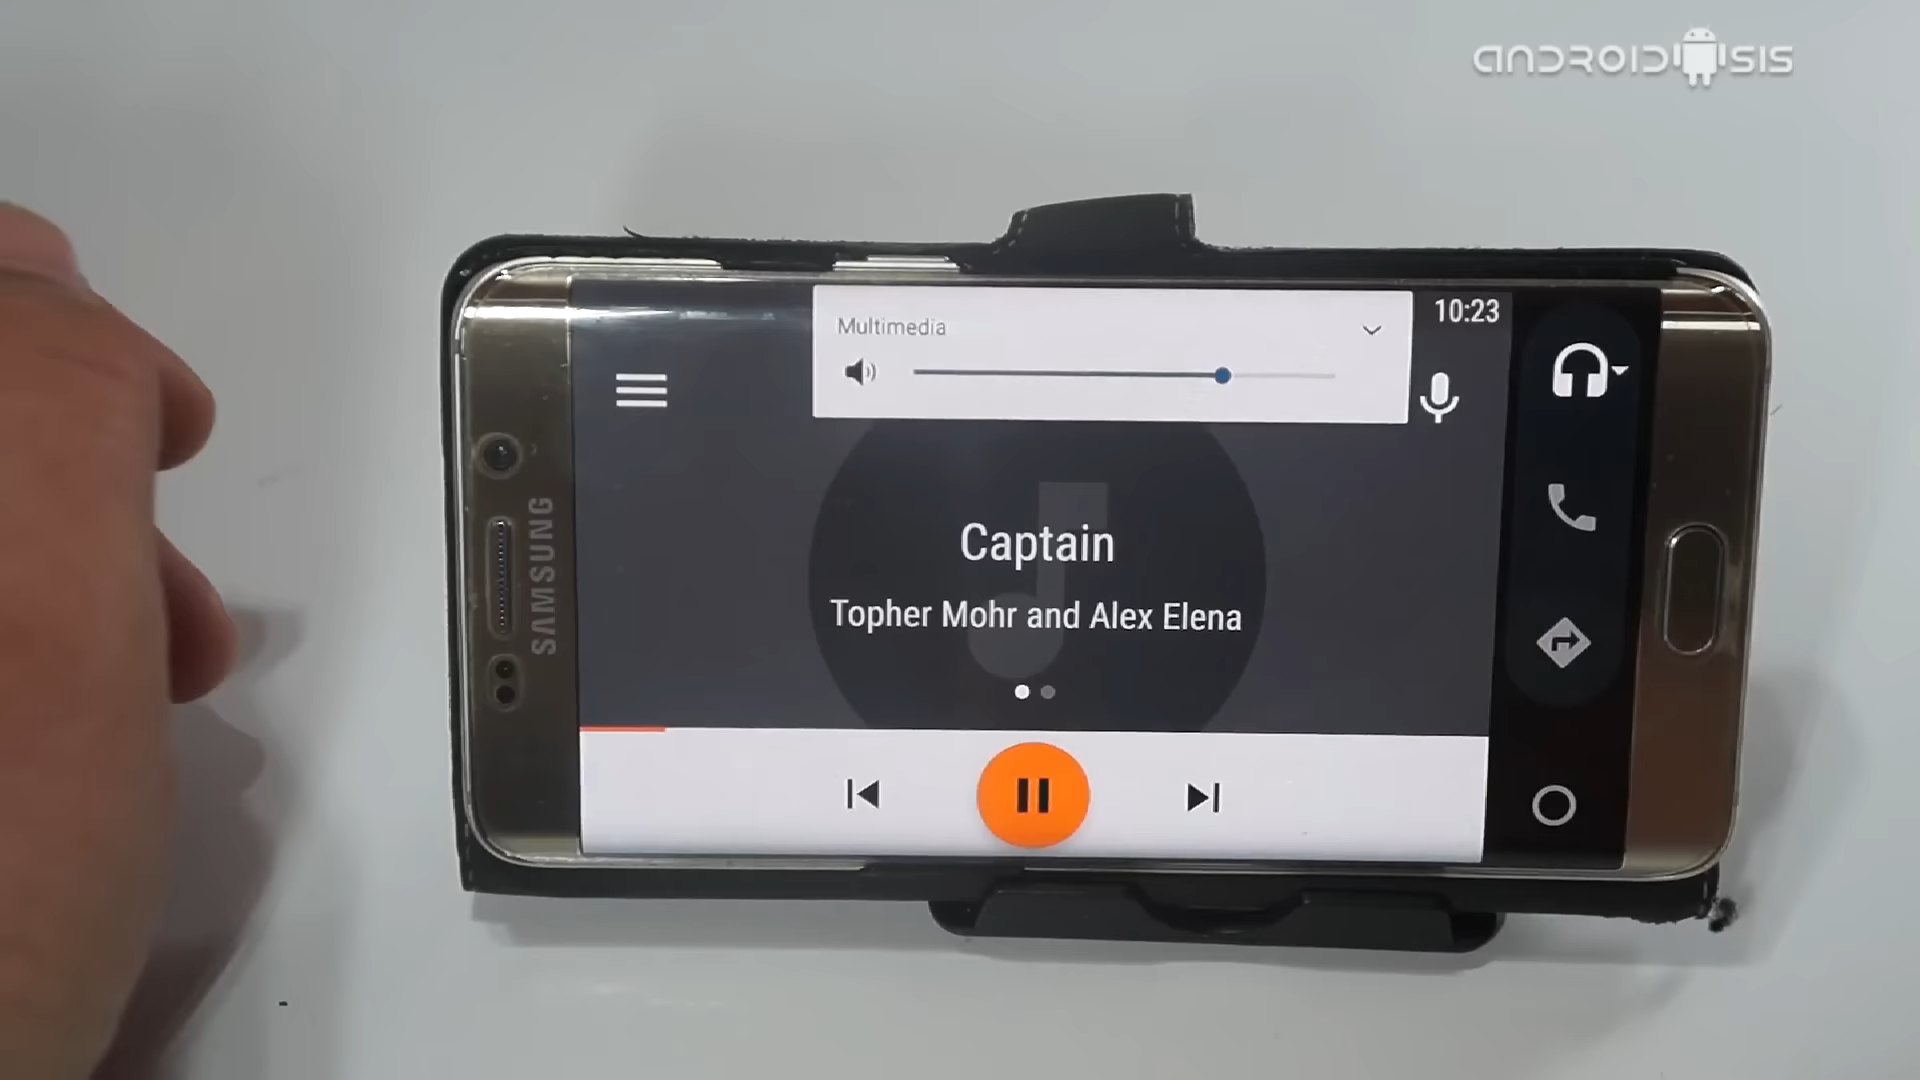 ANDROIDSIS
Multimedia
10:23
SAMSUNG
Captain
Topher Mohr and Alex Elena